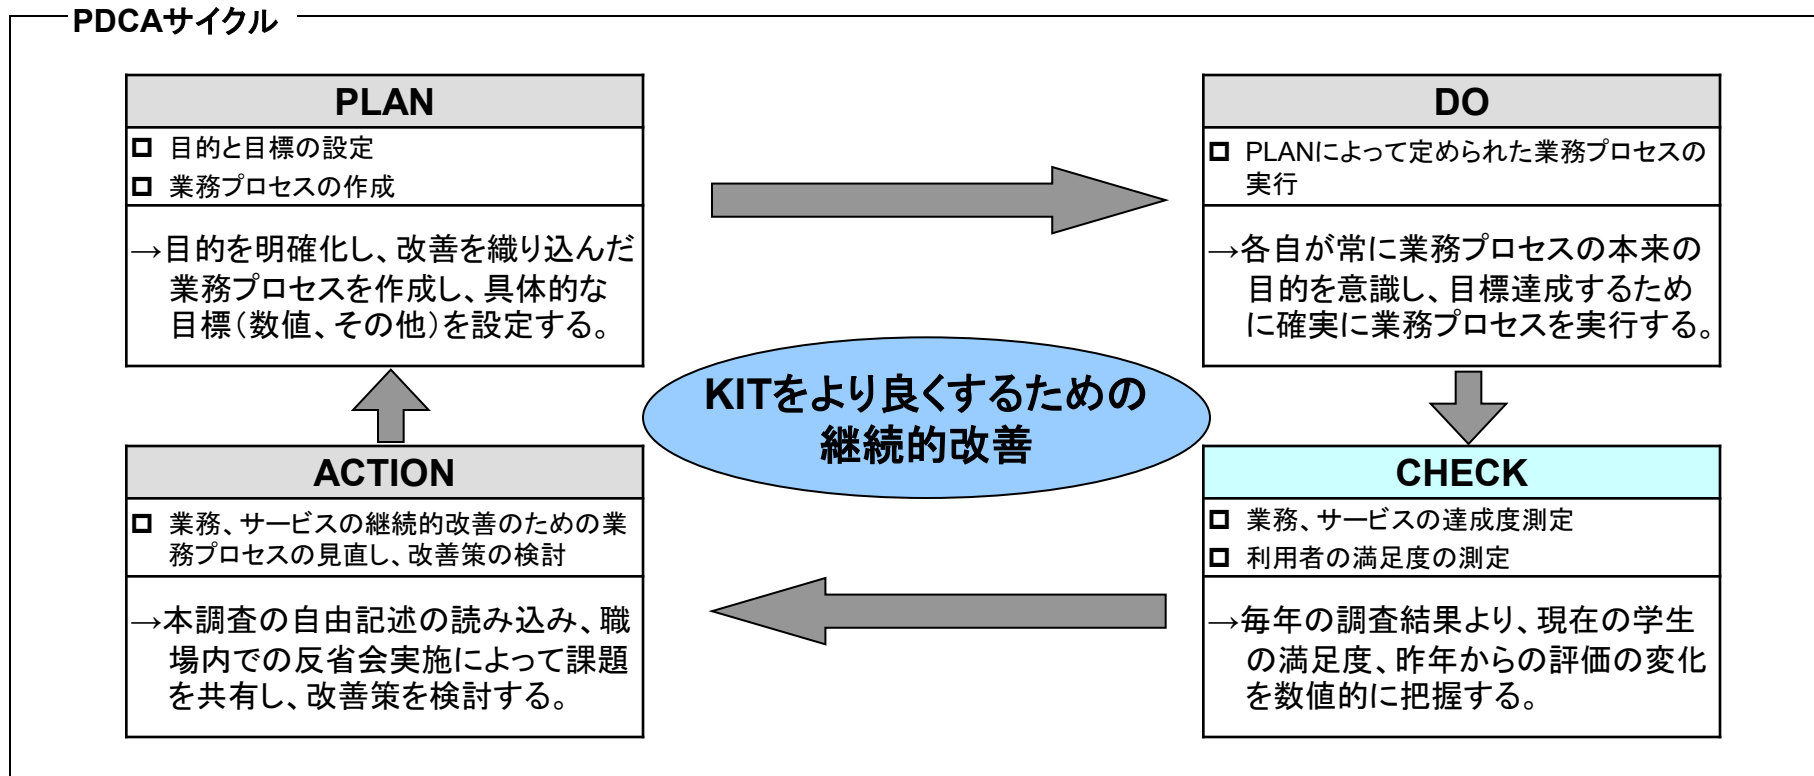 PDCAサイクル
PLAN
目的と目標の設定
業務プロセスの作成
→目的を明確化し、改善を織り込んだ
業務プロセスを作成し、具体的な
目標(数値、その他)を設定する。
DO
PLANによって定められた業務プロセスの
実行
→各自が常に業務プロセスの本来の
目的を意識し、目標達成するため
に確実に業務プロセスを実行する。
KITをより良くするための
継続的改善
ACTION
業務、サービスの継続的改善のための業
務プロセスの見直し、改善策の検討
→本調査の自由記述の読み込み、職
場内での反省会実施によって課題
を共有し、改善策を検討する。
CHECK
業務、サービスの達成度測定
利用者の満足度の測定
→毎年の調査結果より、現在の学生
の満足度、昨年からの評価の変化
を数値的に把握する。